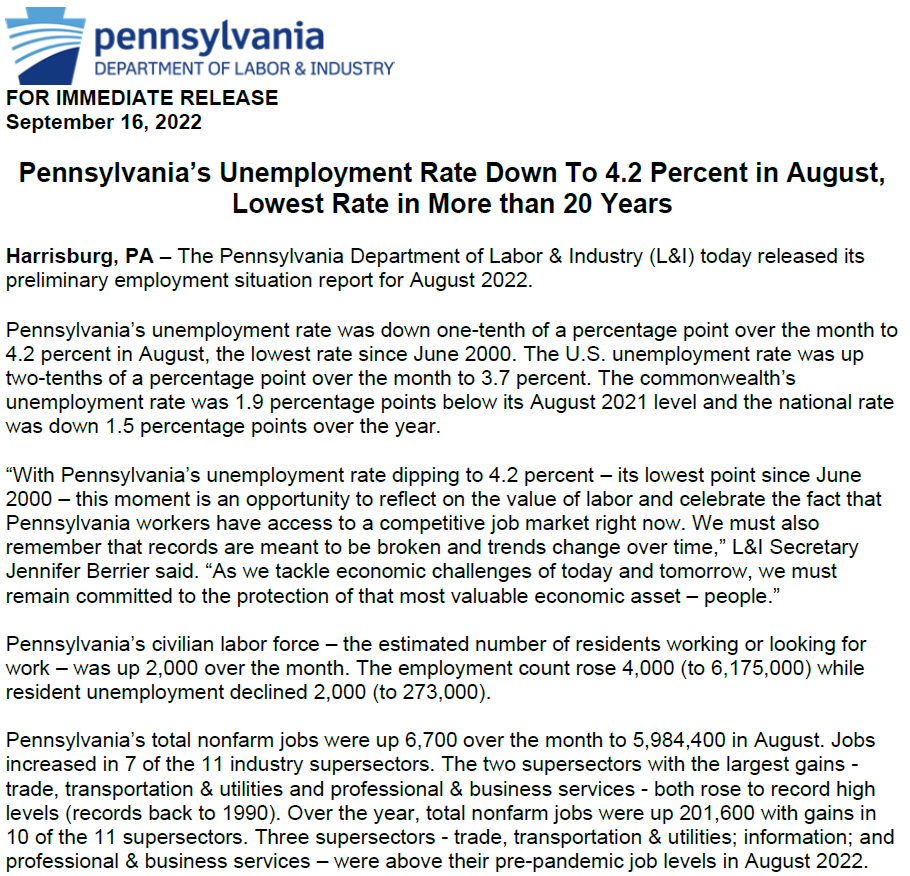 pennsylvania
DEPARTMENT OF LABOR & INDUSTRY
FOR IMMEDIATE RELEASE
September 16, 2022
Pennsylvania’s Unemployment Rate Down To 4.2 Percent in August,
Lowest Rate in More than 20 Years
Harrisburg, PA – The Pennsylvania Department of Labor & Industry (L&I) today released its
preliminary employment situation report for August 2022.
Pennsylvania’s unemployment rate was down one-tenth of a percentage point over the month to
4.2 percent in August, the lowest rate since June 2000. The U.S. unemployment rate was up
two-tenths of a percentage point over the month to 3.7 percent. The commonwealth’s
unemployment rate was 1.9 percentage points below its August 2021 level and the national rate
was down 1.5 percentage points over the year.
“With Pennsylvania’s unemployment rate dipping to 4.2 percent – its lowest point since June
2000 – this moment is an opportunity to reflect on the value of labor and celebrate the fact that
Pennsylvania workers have access to a competitive job market right now. We must also
remember that records are meant to be broken and trends change over time,” L&I Secretary
Jennifer Berrier said. “As we tackle economic challenges of today and tomorrow, we must
remain committed to the protection of that most valuable economic asset – people.”
Pennsylvania’s civilian labor force – the estimated number of residents working or looking for
work – was up 2,000 over the month. The employment count rose 4,000 (to 6,175,000) while
resident unemployment declined 2,000 (to 273,000).
Pennsylvania’s total nonfarm jobs were up 6,700 over the month to 5,984,400 in August. Jobs
increased in 7 of the 11 industry supersectors. The two supersectors with the largest gains -
trade, transportation & utilities and professional & business services - both rose to record high
levels (records back to 1990). Over the year, total nonfarm jobs were up 201,600 with gains in
10 of the 11 supersectors. Three supersectors - trade, transportation & utilities; information; and
professional & business services – were above their pre-pandemic job levels in August 2022.